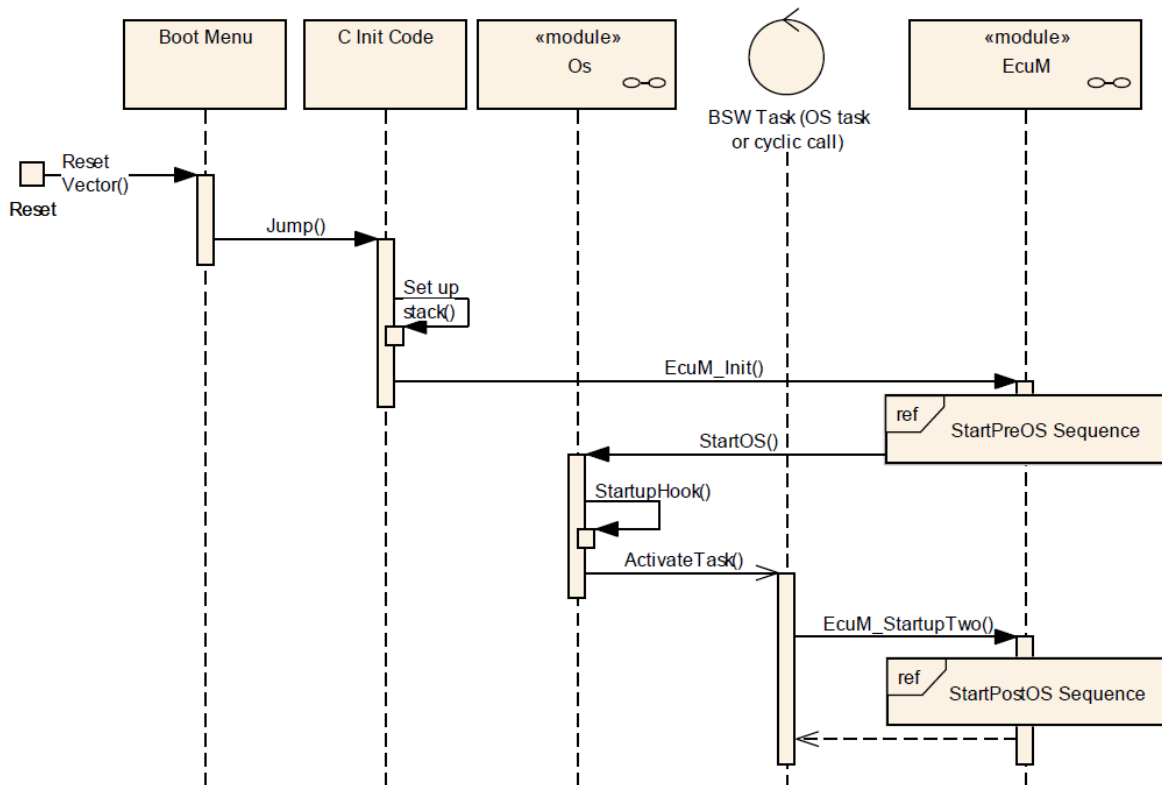 Boot Menu
C Init Code
«module»
Os
BSW Task (OS task
or cyclic call)
«module»
EcuM
Reset
Vector()
Reset
Jump()
Set up
stack()
EcuM_Init()
ref
StartPreOS Sequence
StartOS()
StartupHook()
ActivateTask()
EcuM_StartupTwo()
ref
StartPostOS Sequence